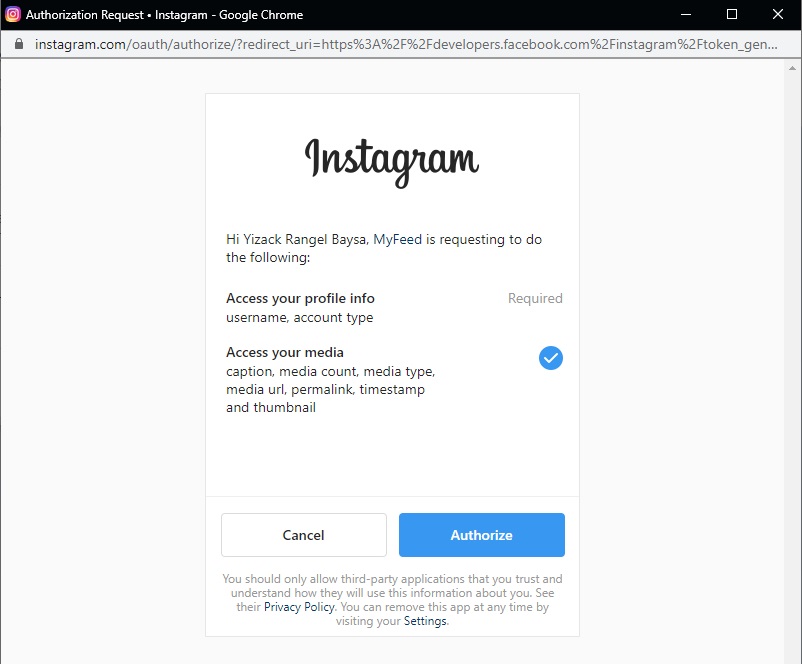 Authorization Request • Instagram - Google Chrome
instagram.com/oauth/authorize/?redirect_uri=https%3A%2F%2Fdevelopers.facebook.com%2Finstagram%2Ftoken_gen...
Instagram
Hi Yizack Rangel Baysa, MyFeed is requesting to do
the following:
Access your profile info Required
username, account type
Access your media
caption, media count, media type,
media url, permalink, timestamp
and thumbnail
Cancel Authorize
You should only allow third-party applications that you trust and
understand how they will use this information about you. See
their Privacy Policy. You can remove this app at any time by
visiting your Settings.